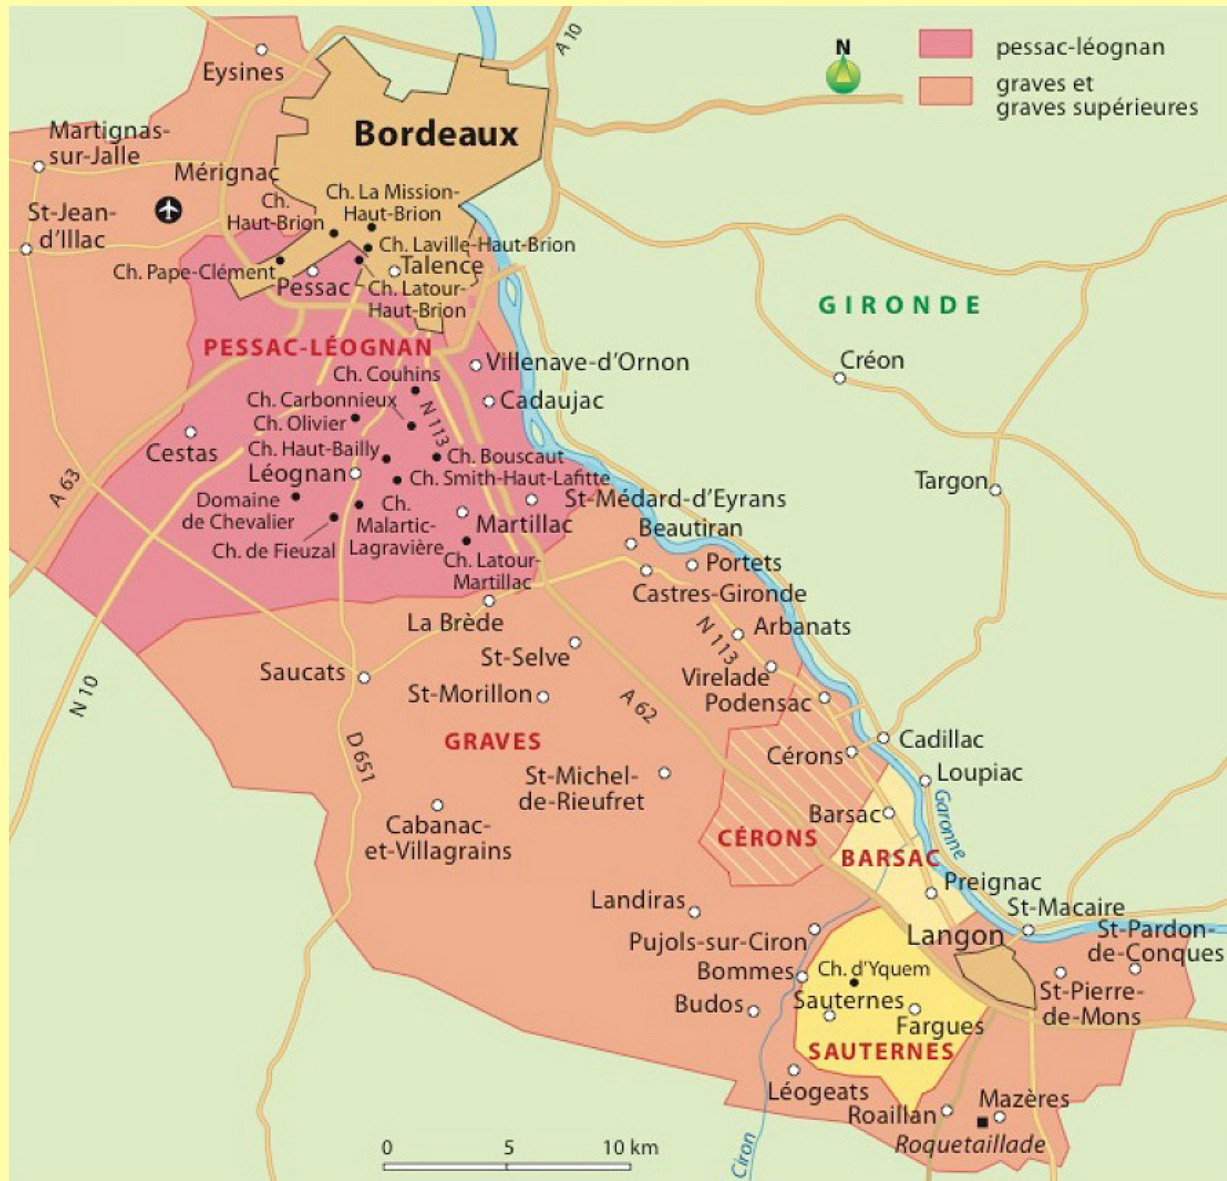 N
pessac-léognan
graves et
graves supérieures
A 10
Eysines
Bordeaux
Martignas-
sur-Jalle
Mérignac
St-Jean-
d'Illac
Ch.
Haut-Brion
Ch. La Mission-
Haut-Brion
Ch. Laville-Haut-Brion
Ch. Pape-Clément
Talence
Pessac
Ch. Latour-
Haut-Brion
GIRONDE
PESSAC-LÉOGNAN
Villenave-d'Ornon
Créon
Ch. Couhins
Ch. Carbonnieux
Cadaujac
N 113
Ch. Olivier
Cestas
Ch. Haut-Bailly
Ch. Bouscaut
Léognan
Ch. Smith-Haut-Lafitte
A 63
Targon
Domaine
de Chevalier
Ch.
Malartic-
Lagravière
St-Médard-d'Eyrans
Martillac
Beautiran
Ch. de Fieuzal
Ch. Latour-
Martillac
Portets
Castres-Gironde
La Brède
N 113
Arbanats
St-Selve
Saucats
Virelade
N 10
St-Morillon
A 62
Podensac
D 651
GRAVES
Cérons
Cadillac
St-Michel-
de-Rieufret
Loupiac
Cabanac-
et-Villagrains
Barsac
Garonne
CÉRONS
BARSAC
Preignac
Landiras
St-Macaire
Pujols-sur-Ciron
Langon
St-Pardon-
de-Conques
Bommes
Ch. d'Yquem
Budos
Sauternes
St-Pierre-
de-Mons
Fargues
SAUTERNES
Léogeats
Roaillan
Mazères
Roquetaillade
Ciron
0 5 10 km